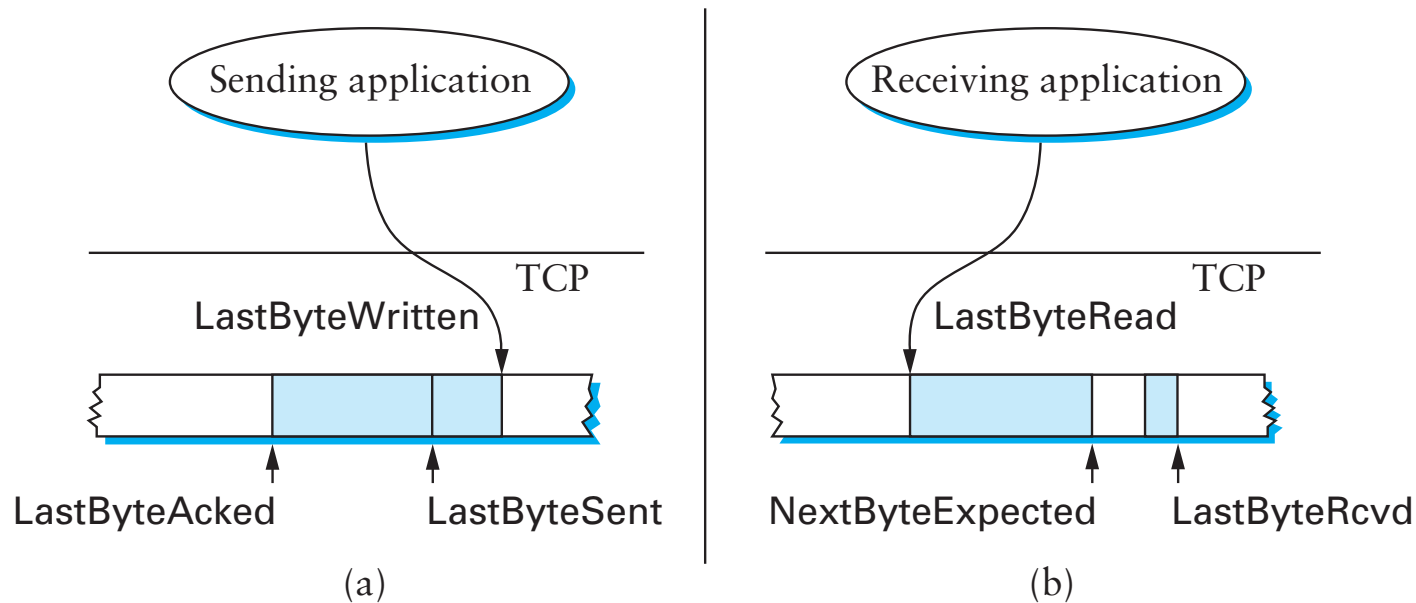 Sending application
TCP
LastByteWritten
LastByteAcked
LastByteSent
(a)
Receiving application
TCP
LastByteRead
NextByteExpected
LastByteRcvd
(b)